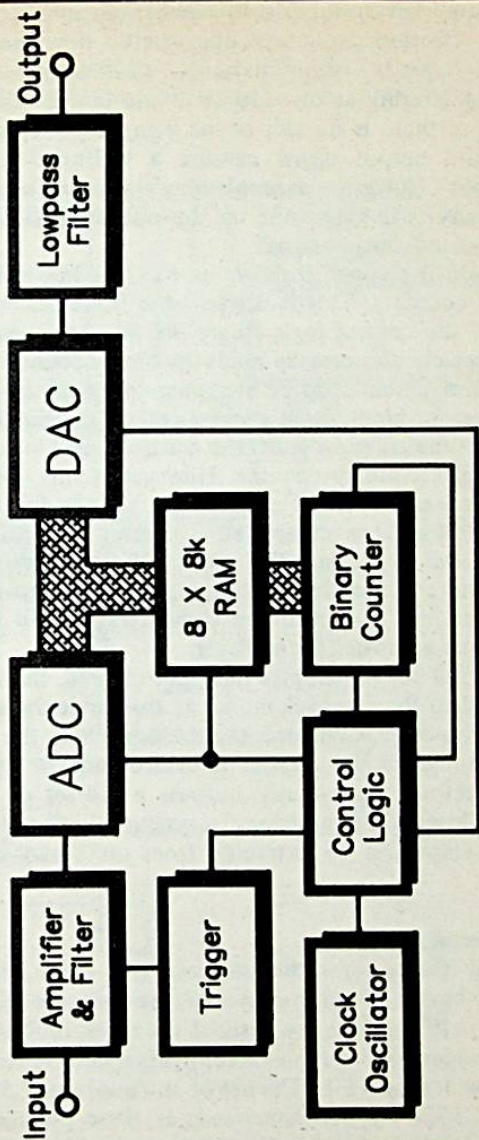 Input
Amplifier
& Filter
ADC
DAC
Lowpass
Filter
Output
Trigger
8 X 8k
RAM
Clock
Oscillator
Control
Logic
Binary
Counter